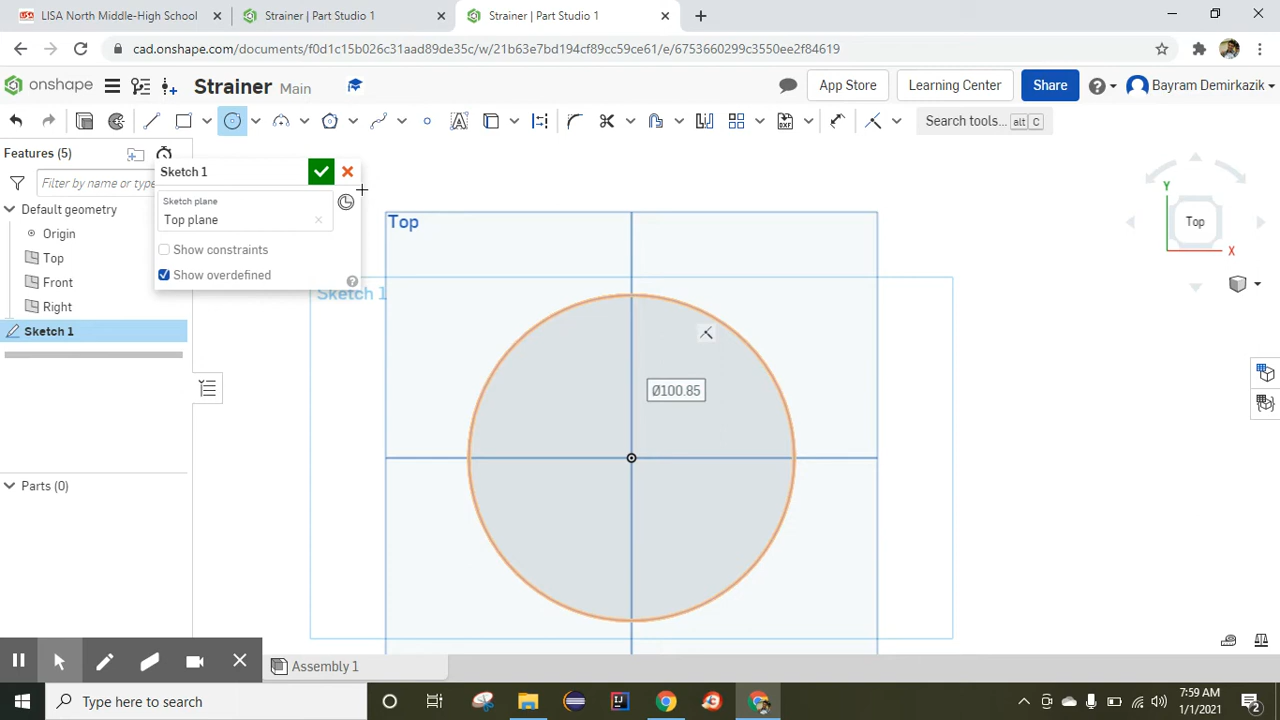 LISA North Middle-High School
Strainer | Part Studio 1
Strainer | Part Studio 1
cad.onshape.com/documents/f0d1c15b026c31aad89de35c/w/21b63e7bd194cf89cc59ce61/e/6753660299c3550ee2f84619
onshape
Strainer Main
App Store
Learning Center
Share
Bayram Demirkazik
Search tools... alt C
Features (5)
Filter by name or type
Default geometry
Origin
Top
Front
Right
Sketch 1
Parts (0)
Sketch 1
Sketch plane
Top plane
Show constraints
Show overdefined
Top
Sketch 1
Ø100.85
Y
Top
X
Assembly 1
Type here to search
7:59 AM
1/1/2021
2